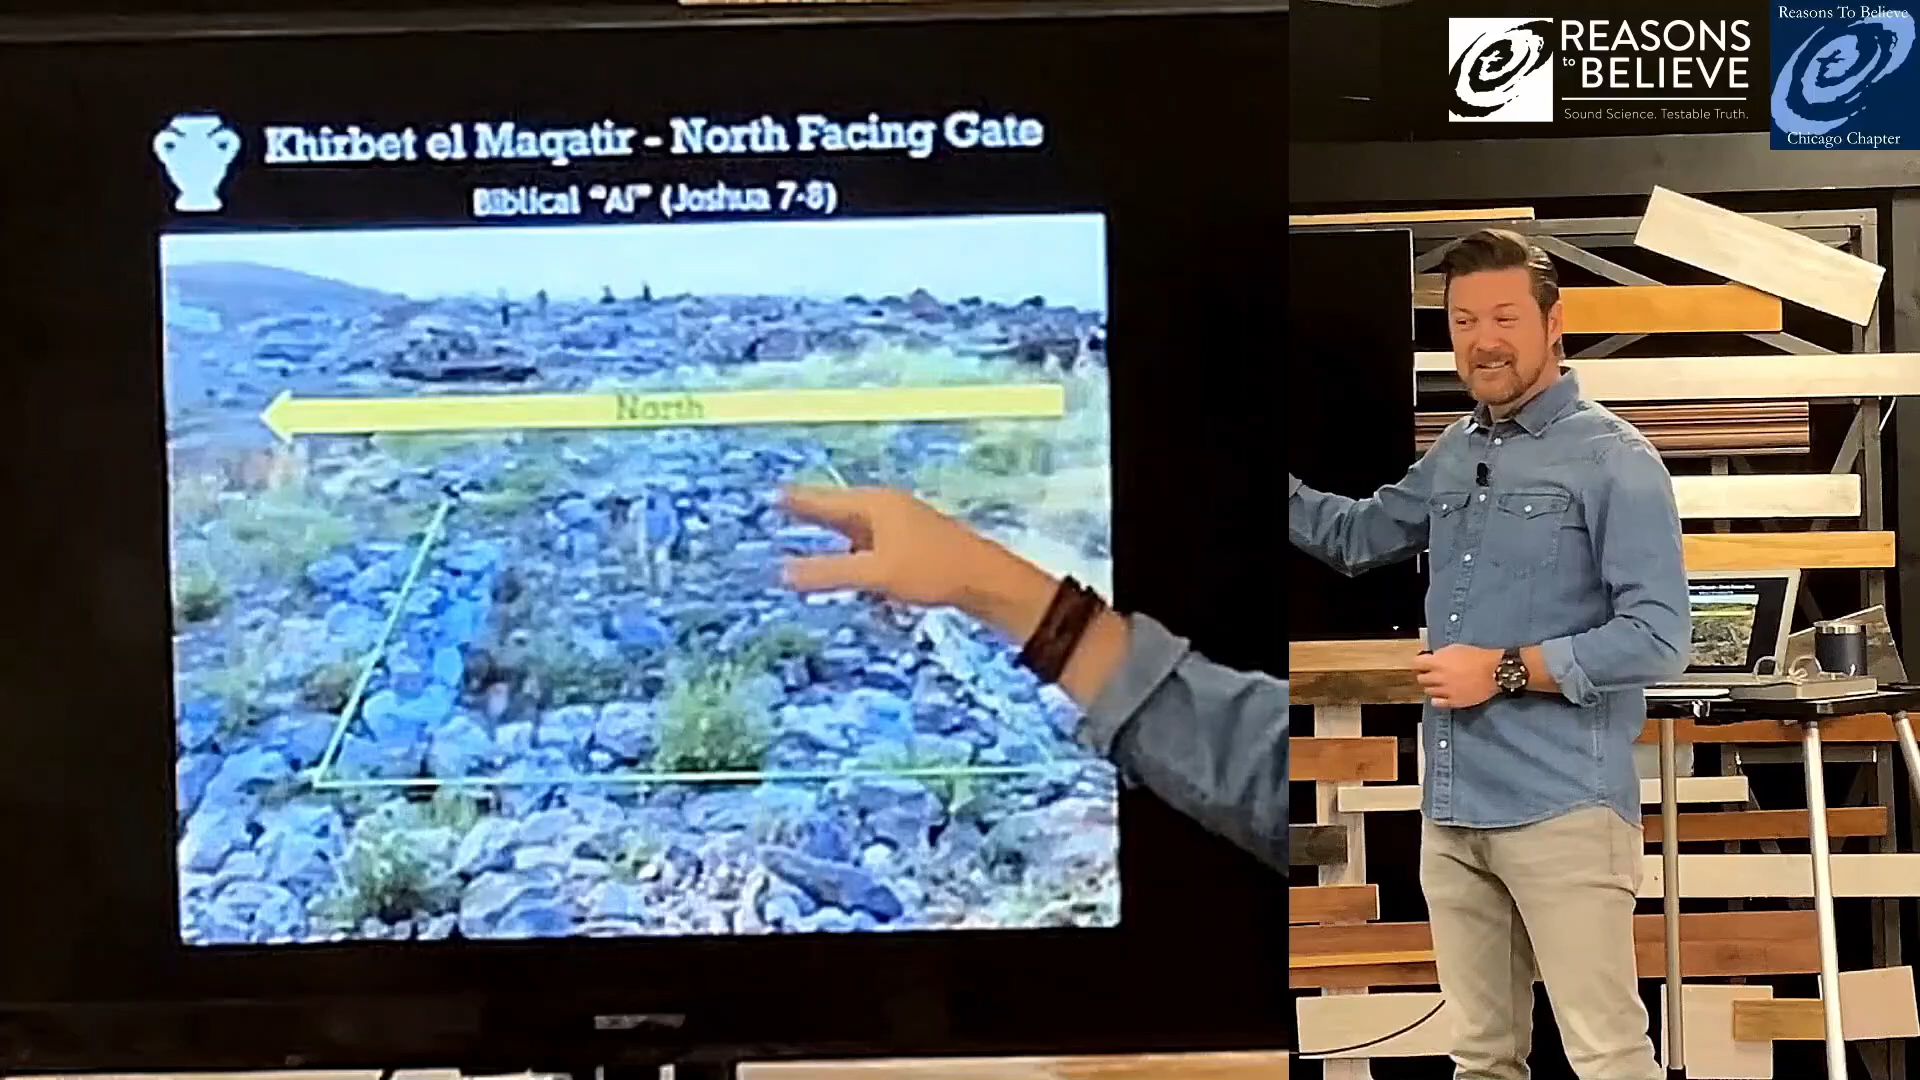 Khirbet el Maqatir - North Facing Gate
Biblical "Ai" (Joshua 7-8)
North
REASONS
to BELIEVE
Sound Science. Testable Truth.
Reasons To Believe
Chicago Chapter